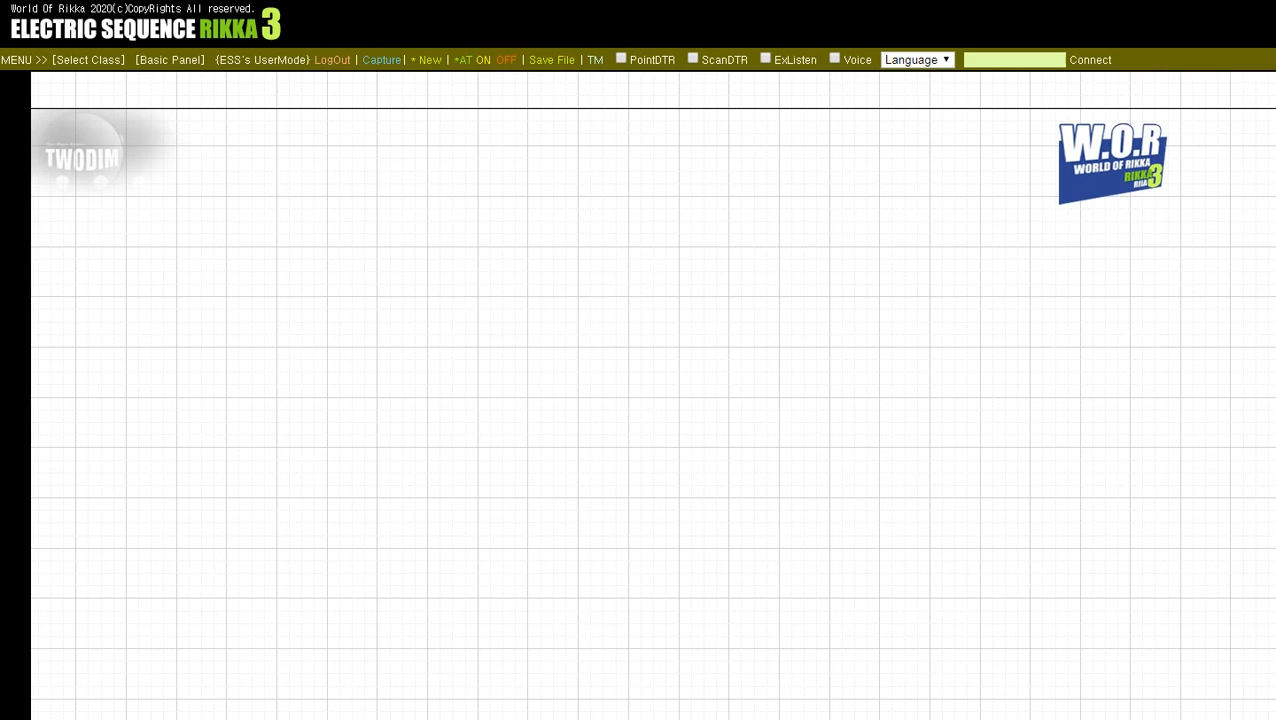 World Of Rikka 2020(c)CopyRights All reserved.
ELECTRIC SEQUENCE RIKKA 3
MENU >> [Select Class] [Basic Panel] {ESS's UserMode} LogOut | Capture | * New | *AT ON OFF | Save File | TM PointDTR ScanDTR ExListen Voice Language Connect
TWODIM
W.O.R
WORLD OF RIKKA
RIKKA 3